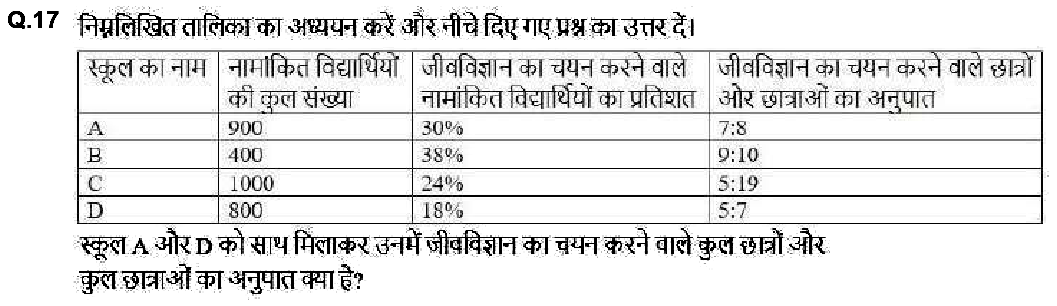 Q.17 निम्नलिखित तालिका का अध्ययन करें और नीचे दिए गए प्रश्न का उत्तर दें।
स्कूल का नाम नामांकित विद्यार्थियों की कुल संख्या जीवविज्ञान का चयन करने वाले नामांकित विद्यार्थियों का प्रतिशत जीवविज्ञान का चयन करने वाले छात्रों और छात्राओं का अनुपात
A 900 30% 7:8
B 400 38% 9:10
C 1000 24% 5:19
D 800 18% 5:7
स्कूल A और D को साथ मिलाकर उनमें जीवविज्ञान का चयन करने वाले कुल छात्रों और
कुल छात्राओं का अनुपात क्या है?